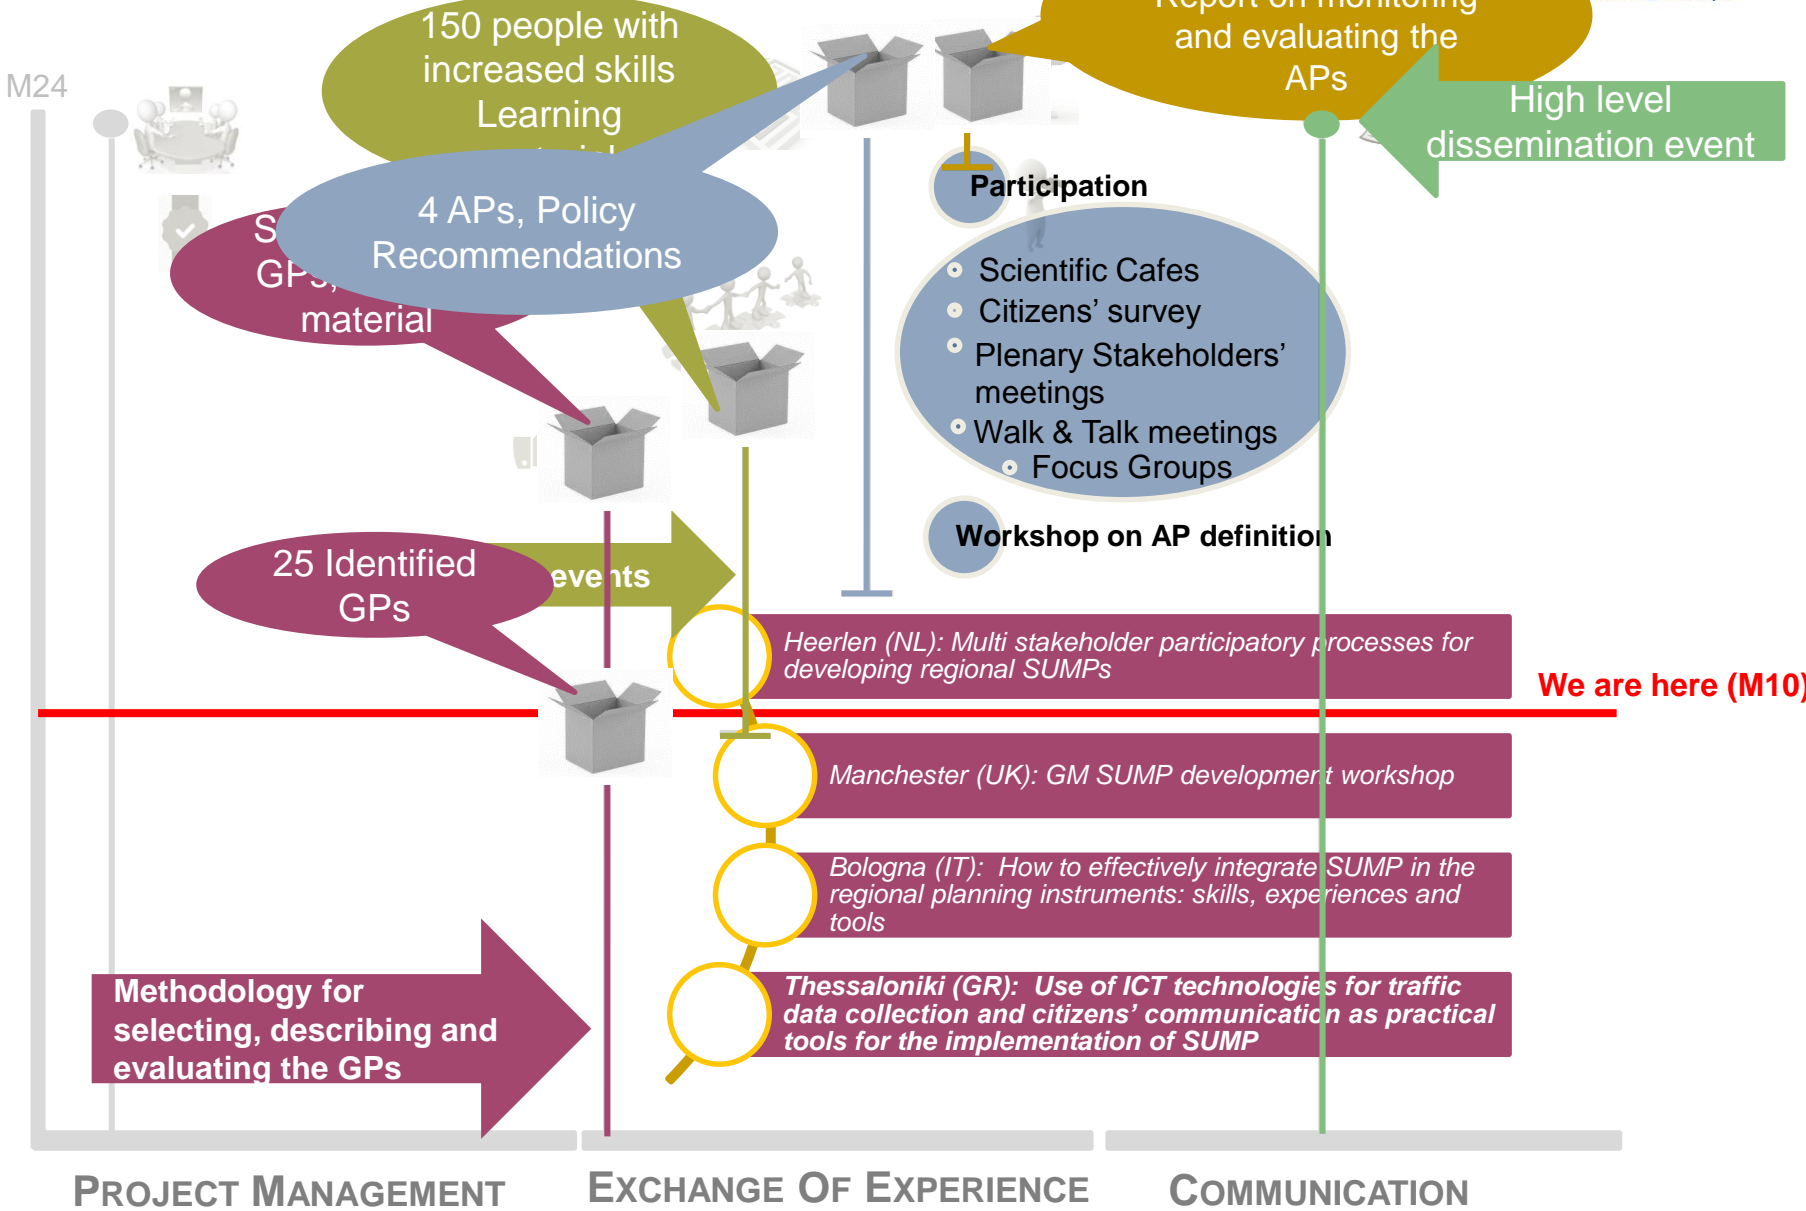 Report on monitoring
and evaluating the
APs
150 people with
increased skills
Learning
M24
High level
dissemination event
Participation
4 APs, Policy
Recommendations
GPs,
material
Scientific Cafes
Citizens’ survey
Plenary Stakeholders’
meetings
Walk & Talk meetings
Focus Groups
Workshop on AP definition
25 Identified
GPs
events
Heerlen (NL): Multi stakeholder participatory processes for
developing regional SUMPs
We are here (M10)
Manchester (UK): GM SUMP development workshop
Bologna (IT): How to effectively integrate SUMP in the
regional planning instruments: skills, experiences and
tools
Thessaloniki (GR): Use of ICT technologies for traffic
data collection and citizens’ communication as practical
tools for the implementation of SUMP
Methodology for
selecting, describing and
evaluating the GPs
PROJECT MANAGEMENT
EXCHANGE OF EXPERIENCE
COMMUNICATION